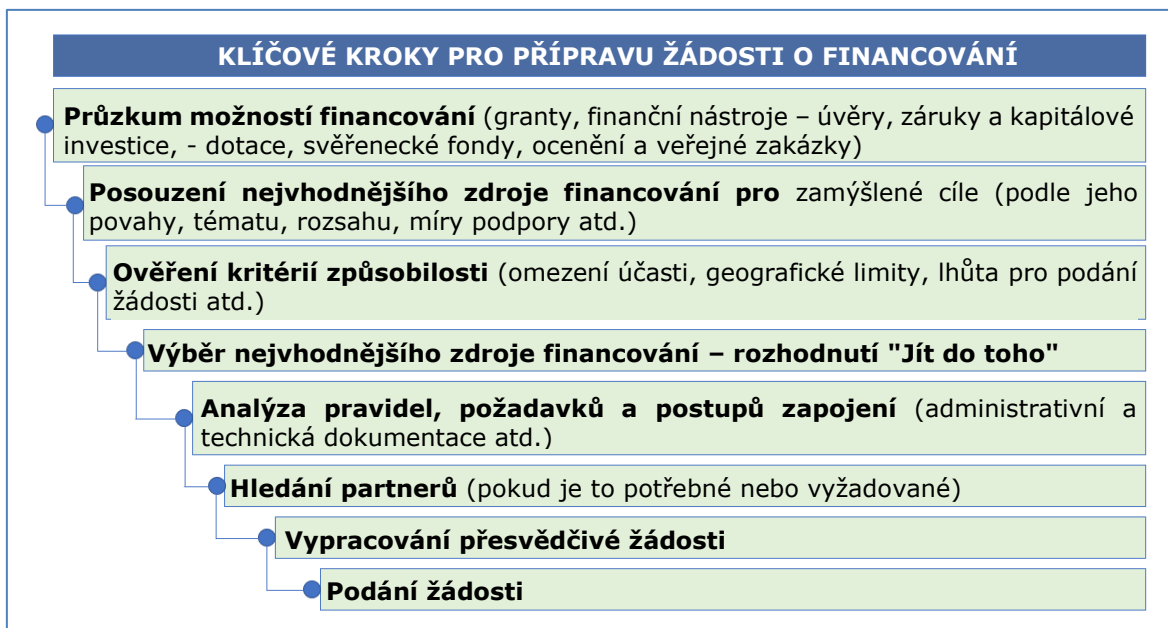 KLÍČOVÉ KROKY PRO PŘÍPRAVU ŽÁDOSTI O FINANCOVÁNÍ
Průzkum možností financování (granty, finanční nástroje – úvěry, záruky a kapitálové
investice, - dotace, svěřenecké fondy, ocenění a veřejné zakázky)
Posouzení nejvhodnějšího zdroje financování pro zamýšlené cíle (podle jeho
povahy, tématu, rozsahu, míry podpory atd.)
Ověření kritérií způsobilosti (omezení účasti, geografické limity, lhůta pro podání
žádosti atd.)
Výběr nejvhodnějšího zdroje financování – rozhodnutí "Jít do toho"
Analýza pravidel, požadavků a postupů zapojení (administrativní a
technická dokumentace atd.)
Hledání partnerů (pokud je to potřebné nebo vyžadované)
Vypracování přesvědčivé žádosti
Podání žádosti